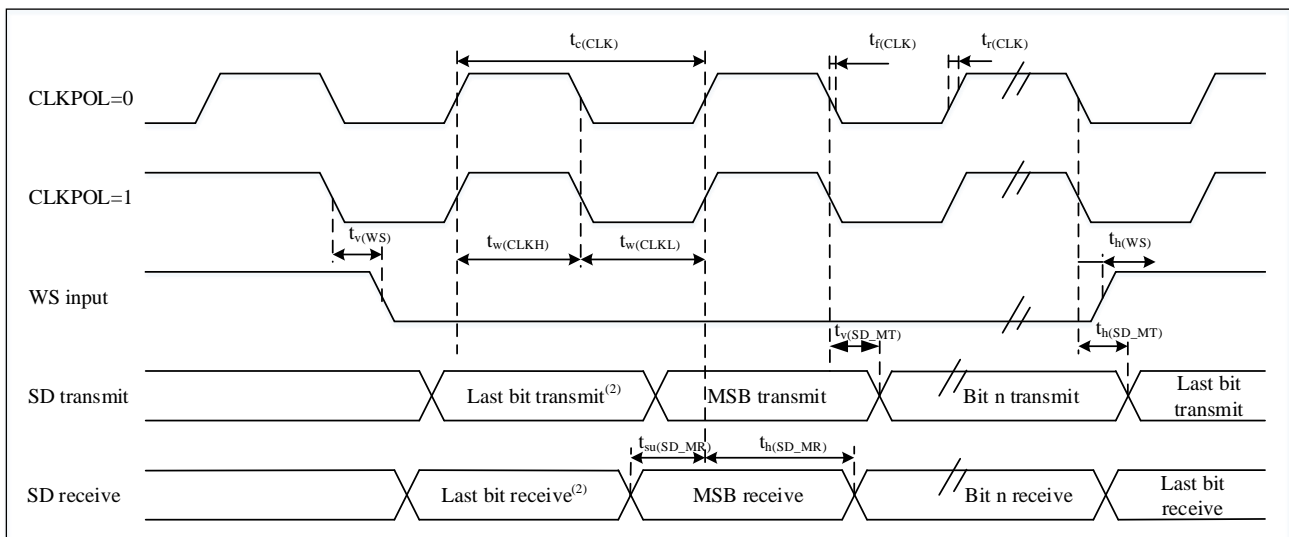 t_c(CLK)
t_f(CLK)
t_r(CLK)
CLKPOL=0
CLKPOL=1
t_v(WS)
t_w(CLKH)
t_w(CLKL)
t_h(WS)
WS input
t_v(SD_MT)
t_h(SD_MT)
SD transmit
Last bit transmit(2)
MSB transmit
Bit n transmit
Last bit
transmit
t_su(SD_MR)
t_h(SD_MR)
SD receive
Last bit receive(2)
MSB receive
Bit n receive
Last bit
receive